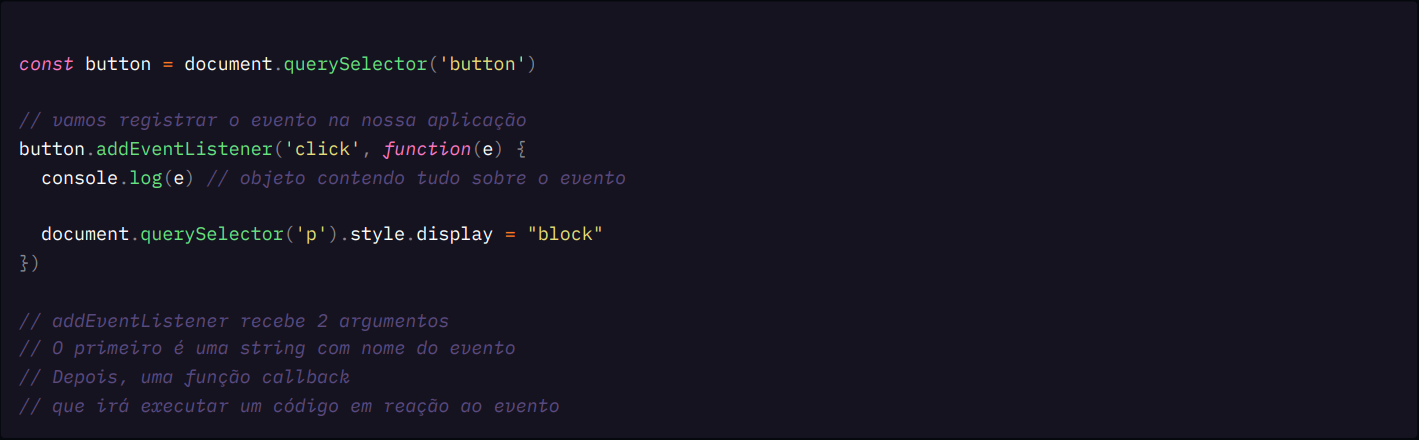 const button = document.querySelector('button')
// vamos registrar o evento na nossa aplicação
button.addEventListener('click', function(e) {
console.log(e) // objeto contendo tudo sobre o evento
document.querySelector('p').style.display = "block"
})
// addEventListener recebe 2 argumentos
// O primeiro é uma string com nome do evento
// Depois, uma função callback
// que irá executar um código em reação ao evento